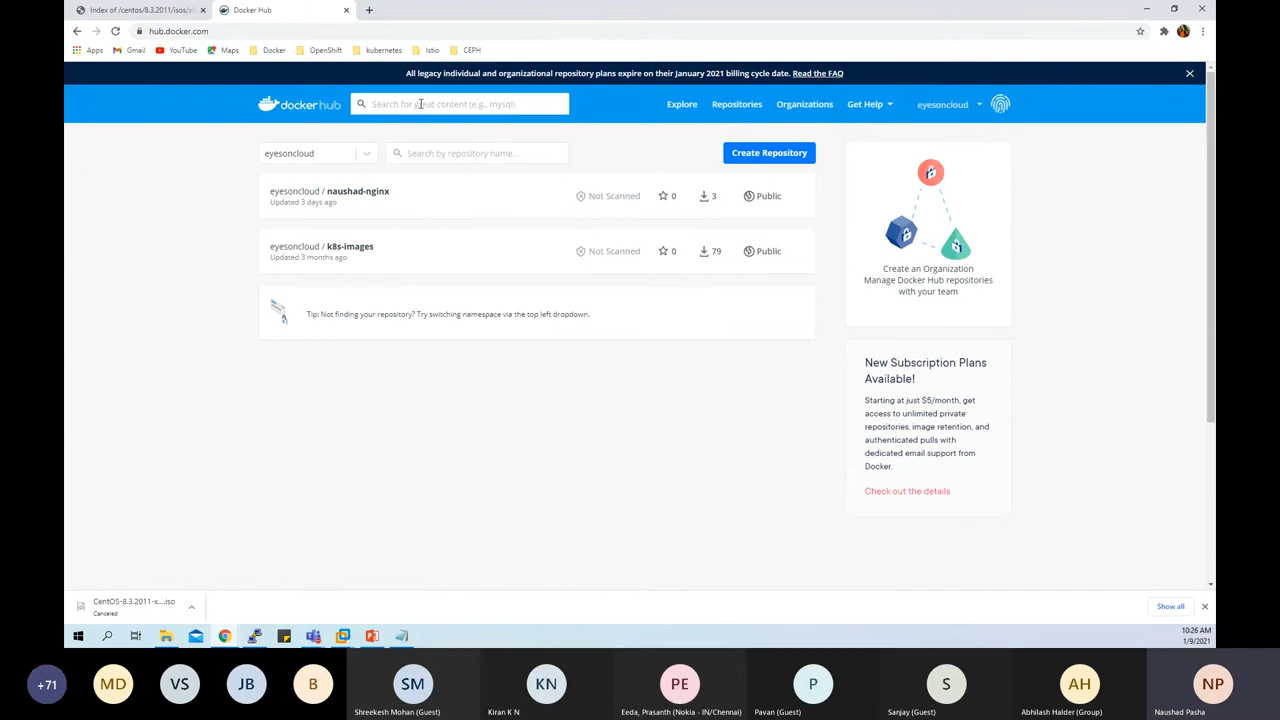 Index of /centos/8.3.2011/isos/x8
Docker Hub
hub.docker.com
Apps
Gmail
YouTube
Maps
Docker
OpenShift
kubernetes
Istio
CEPH
All legacy individual and organizational repository plans expire on their January 2021 billing cycle date. Read the FAQ
dockerhub
Search for great content (e.g., mysql)
Explore
Repositories
Organizations
Get Help
eyesoncloud
eyesoncloud
Search by repository name...
Create Repository
eyesoncloud / naushad-nginx
Updated 3 days ago
Not Scanned
0
3
Public
eyesoncloud / k8s-images
Updated 3 months ago
Not Scanned
0
79
Public
Tip: Not finding your repository? Try switching namespace via the top left dropdown.
Create an Organization
Manage Docker Hub repositories
with your team
New Subscription Plans
Available!
Starting at just $5/month, get
access to unlimited private
repositories, image retention, and
authenticated pulls with
dedicated email support from
Docker.
Check out the details
CentOS-8.3.2011-x....iso
Canceled
Show all
10:26 AM
1/9/2021
+71
MD
VS
JB
B
SM
Shreekesh Mohan (Guest)
KN
Kiran K N
PE
Eeda, Prasanth (Nokia - IN/Chennai)
P
Pavan (Guest)
S
Sanjay (Guest)
AH
Abhilash Halder (Group)
NP
Naushad Pasha